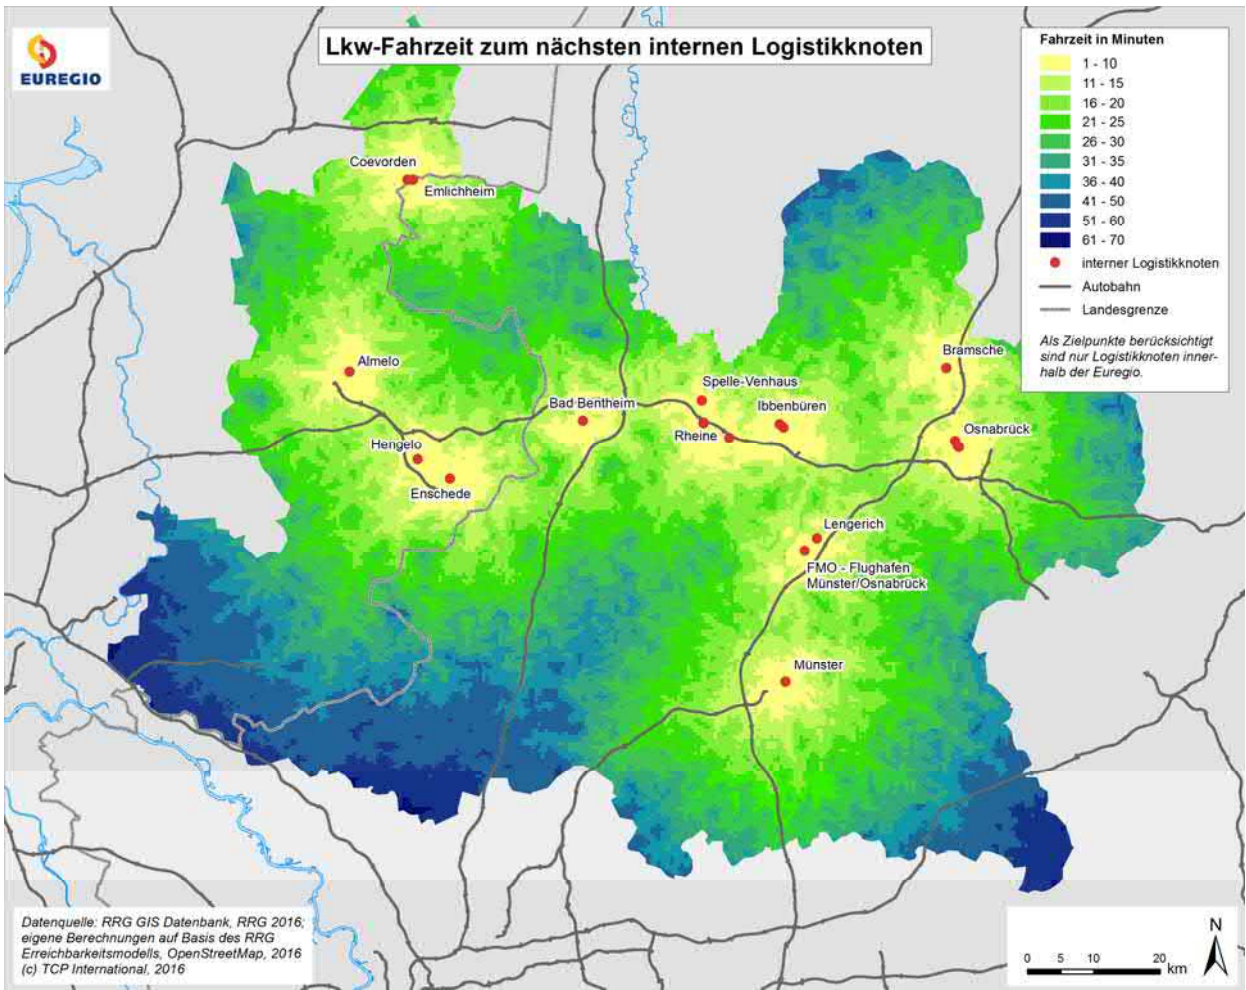 EUREGIO
Lkw-Fahrzeit zum nächsten internen Logistikknoten
Fahrzeit in Minuten
1 - 10
11 - 15
16 - 20
21 - 25
26 - 30
31 - 35
36 - 40
41 - 50
51 - 60
61 - 70
interner Logistikknoten
Autobahn
Landesgrenze
Als Zielpunkte berücksichtigt
sind nur Logistikknoten inner-
halb der Euregio.
Coevorden
Emlichheim
Almelo
Bramsche
Spelle-Venhaus
Bad Bentheim
Ibbenbüren
Rheine
Osnabrück
Hengelo
Enschede
Lengerich
FMO - Flughafen
Münster/Osnabrück
Münster
Datenquelle: RRG GIS Datenbank, RRG 2016;
eigene Berechnungen auf Basis des RRG
Erreichbarkeitsmodells, OpenStreetMap, 2016
(c) TCP International, 2016
N
0 5 10 20
km